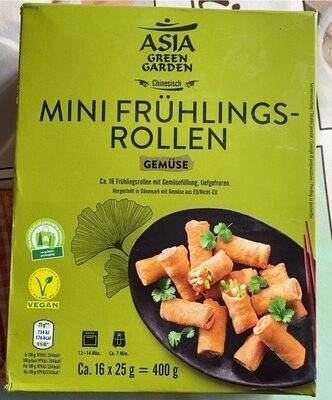 ASIA
GREEN
GARDEN
Chinesisch
MINI FRÜHLINGS-
ROLLEN
GEMÜSE
Ca. 16 Frühlingsrollen mit Gemüsefüllung, tiefgefroren.
Hergestellt in Dänemark mit Gemüse aus EU/Nicht-EU
VEGAN
12-14 Min.
Ca. 7 Min.
Ca. 16 x 25 g = 400 g